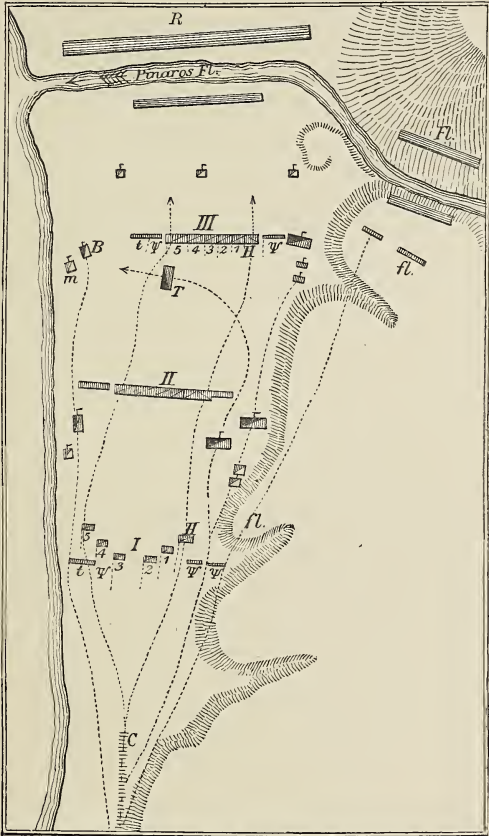 R
Pinaros Fl.
Fl.
III
t Ψ 5 4 3 2 1 H Ψ
B
m
T
fl.
II
H
fl.
5
4
I
1
3
2
t Ψ Ψ Ψ
C